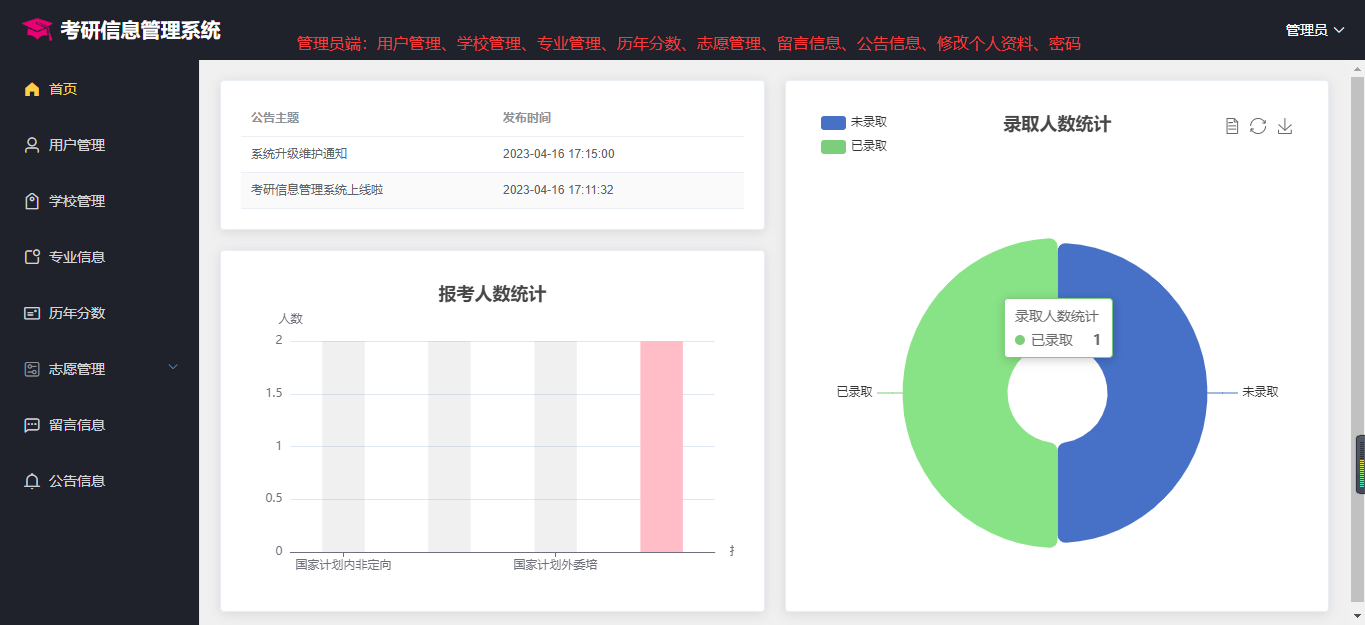 考研信息管理系统
管理员端：用户管理、学校管理、专业管理、历年分数、志愿管理、留言信息、公告信息、修改个人资料、密码
管理员
首页
用户管理
学校管理
专业信息
历年分数
志愿管理
留言信息
公告信息
公告主题 发布时间
系统升级维护通知 2023-04-16 17:15:00
考研信息管理系统上线啦 2023-04-16 17:11:32
报考人数统计
人数
2
1.5
1
0.5
0
国家计划内非定向 国家计划外委培
未录取
已录取
录取人数统计
录取人数统计
已录取 1
已录取
未录取